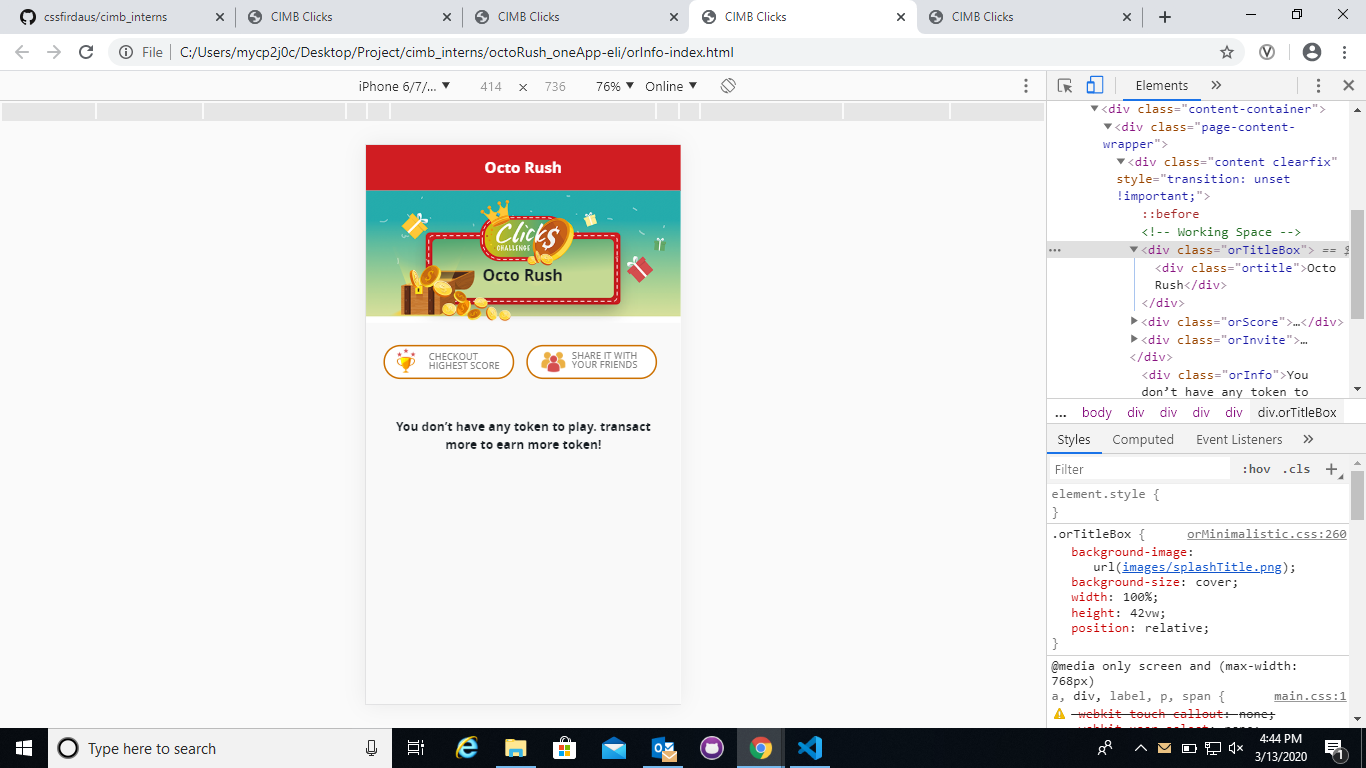 cssfirdaus/cimb_interns
CIMB Clicks
CIMB Clicks
CIMB Clicks
CIMB Clicks
File
C:/Users/mycp2j0c/Desktop/Project/cimb_interns/octoRush_oneApp-eli/orInfo-index.html
iPhone 6/7/... ▼ 414 × 736 76% ▼ Online ▼
Elements
<div class="content-container">
<div class="page-content-
wrapper">
<div class="content clearfix"
style="transition: unset
!important;">
::before
<!-- Working Space -->
<div class="orTitleBox"> == $
<div class="ortitle">Octo
Rush</div>
</div>
<div class="orScore">…</div>
<div class="orInvite">…
</div>
<div class="orInfo">You
don’t have any token to
... body div div div div div.orTitleBox
Styles Computed Event Listeners
Filter :hov .cls
element.style {
}
.orTitleBox { orMinimalistic.css:260
background-image:
url(images/splashTitle.png);
background-size: cover;
width: 100%;
height: 42vw;
position: relative;
}
@media only screen and (max-width:
768px)
a, div, label, p, span { main.css:1
-webkit-touch-callout: none;
-webkit-user-select: none;
Octo Rush
Click$
CHALLENGE
Octo Rush
CHECKOUT
HIGHEST SCORE
SHARE IT WITH
YOUR FRIENDS
You don’t have any token to play. transact
more to earn more token!
Type here to search
4:44 PM
3/13/2020
1